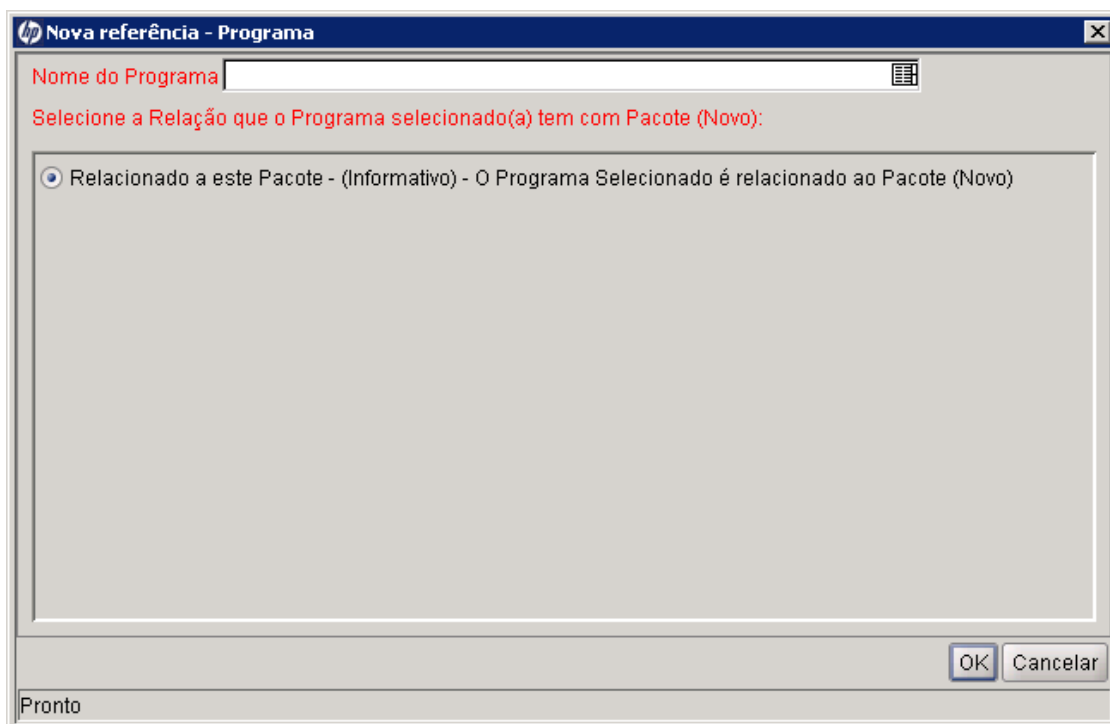 hp Nova referência - Programa
Nome do Programa
Selecione a Relação que o Programa selecionado(a) tem com Pacote (Novo):
Relacionado a este Pacote - (Informativo) - O Programa Selecionado é relacionado ao Pacote (Novo)
OK Cancelar
Pronto